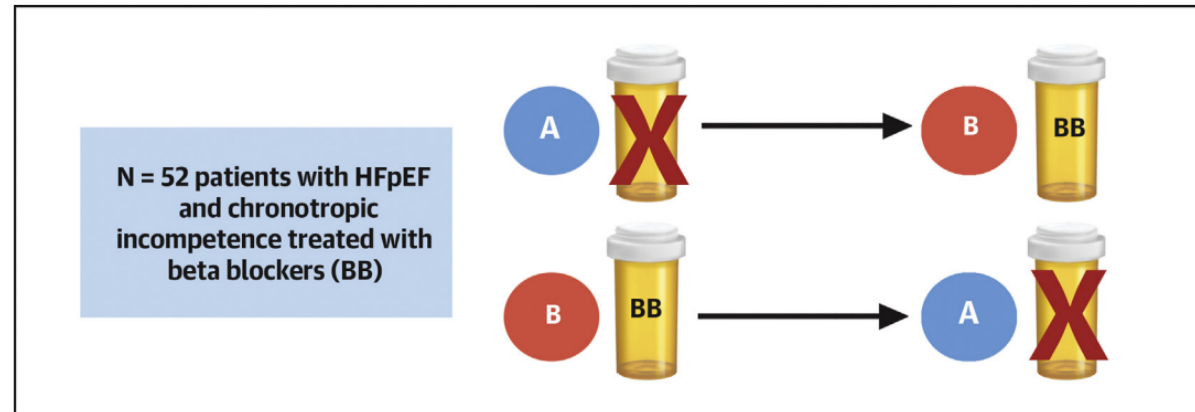 N = 52 patients with HFpEF
and chronotropic
incompetence treated with
beta blockers (BB)
A
X
B
BB
B
BB
A
X